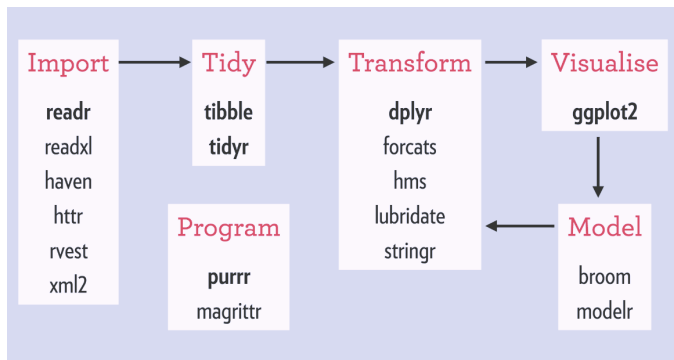 Import
readr
readxl
haven
httr
rvest
xml2
Tidy
tibble
tidyr
Program
purrr
magrittr
Transform
dplyr
forcats
hms
lubridate
stringr
Visualise
ggplot2
Model
broom
modelr